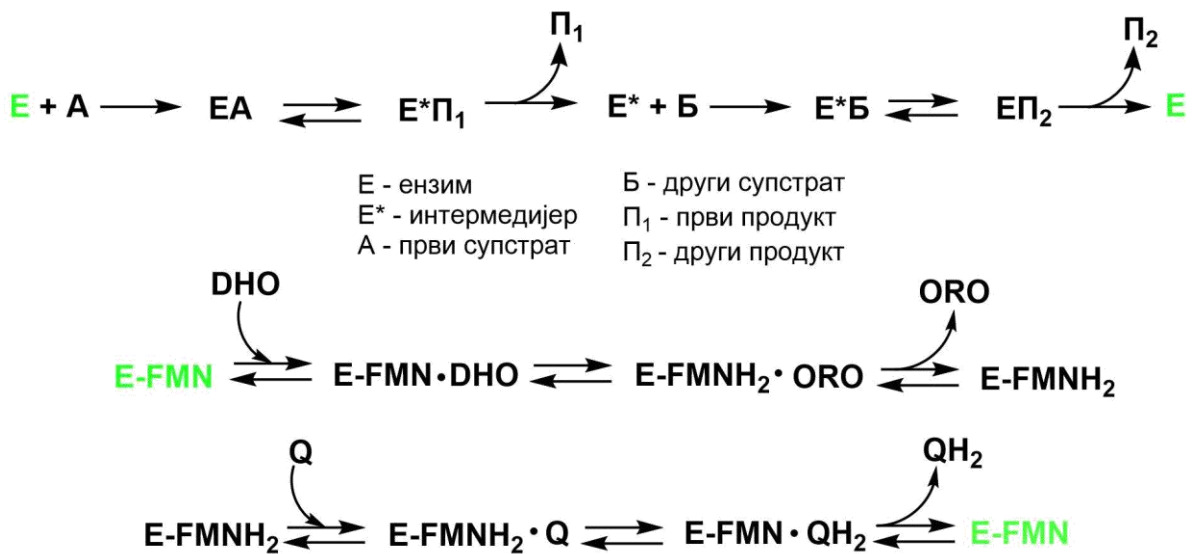 П₁ П₂
E + A EA E*П₁ E* + Б E*Б EП₂ E
E - ензим
E* - интермедијер
A - први супстрат
Б - други супстрат
П₁ - први продукт
П₂ - други продукт
DHO ORO
E-FMN E-FMN•DHO E-FMNH₂• ORO E-FMNH₂
Q QH₂
E-FMNH₂ E-FMNH₂•Q E-FMN•QH₂ E-FMN